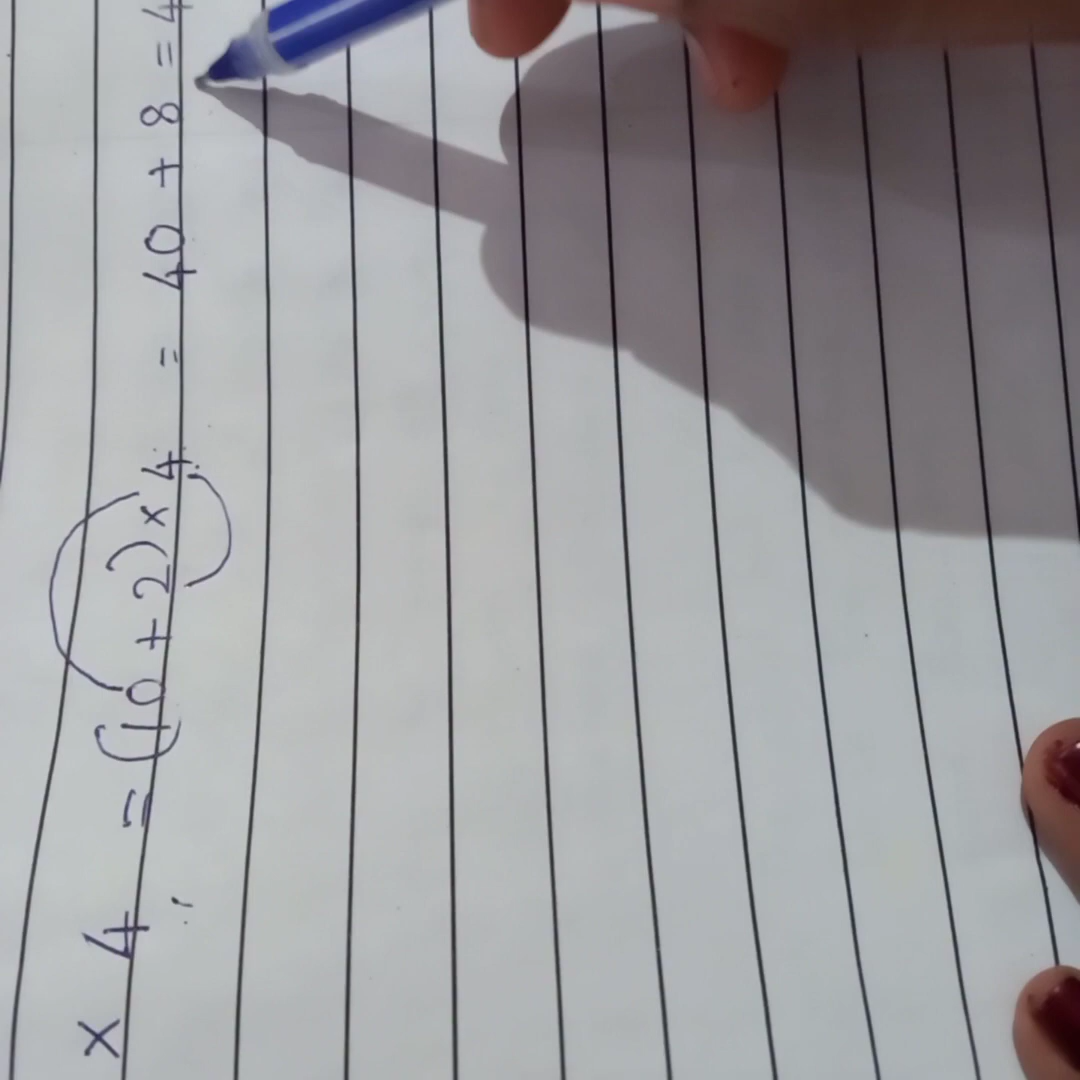 × 4 = (10 + 2) × 4 = 40 + 8 = 4